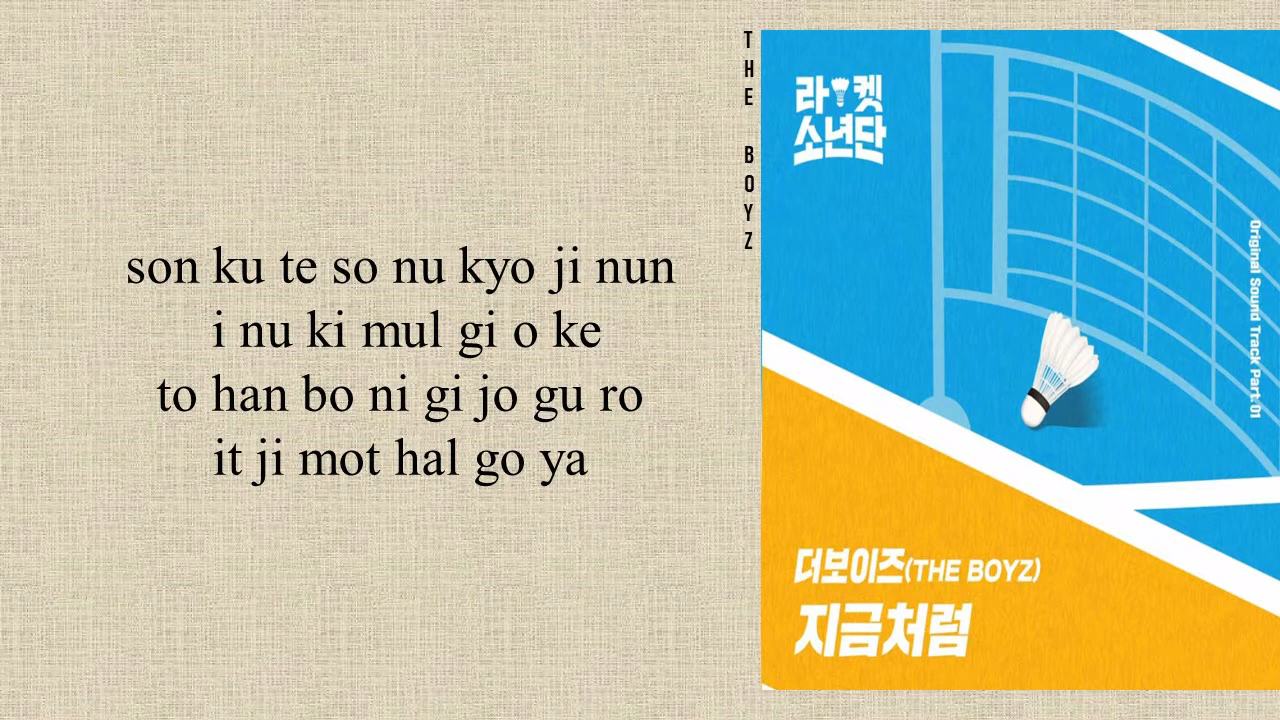 son ku te so nu kyo ji nun
i nu ki mul gi o ke
to han bo ni gi jo gu ro
it ji mot hal go ya
THE BOYZ
라켓
소년단
Original Sound Track Part.01
더보이즈(THE BOYZ)
지금처럼